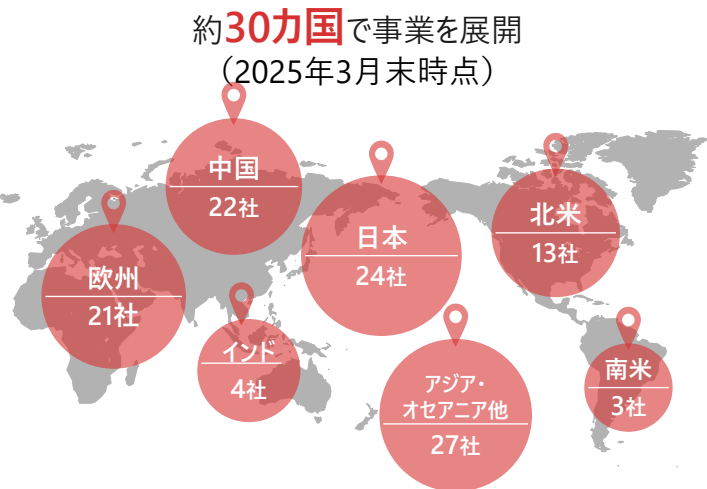 約30カ国で事業を展開
（2025年3月末時点）
中国
22社
日本
24社
北米
13社
欧州
21社
インド
4社
アジア・
オセアニア他
27社
南米
3社